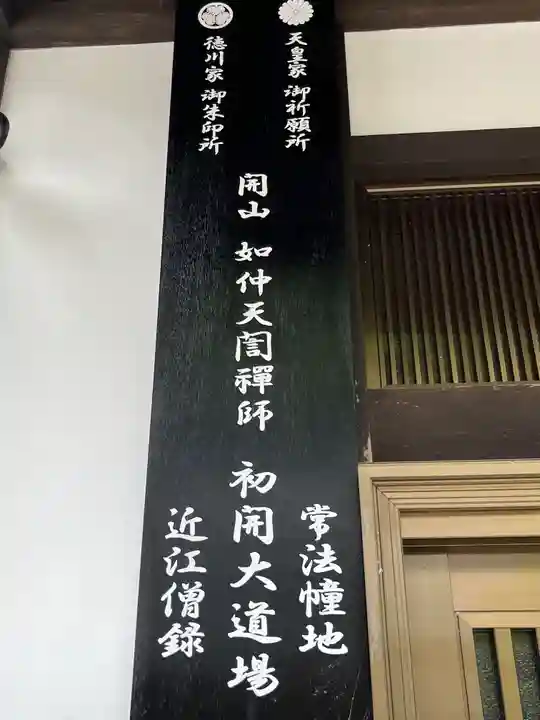 天皇家 御祈願所
徳川家 御朱印所
開山 如仲天誾禪師 初開大道場
常法幢地
近江僧録